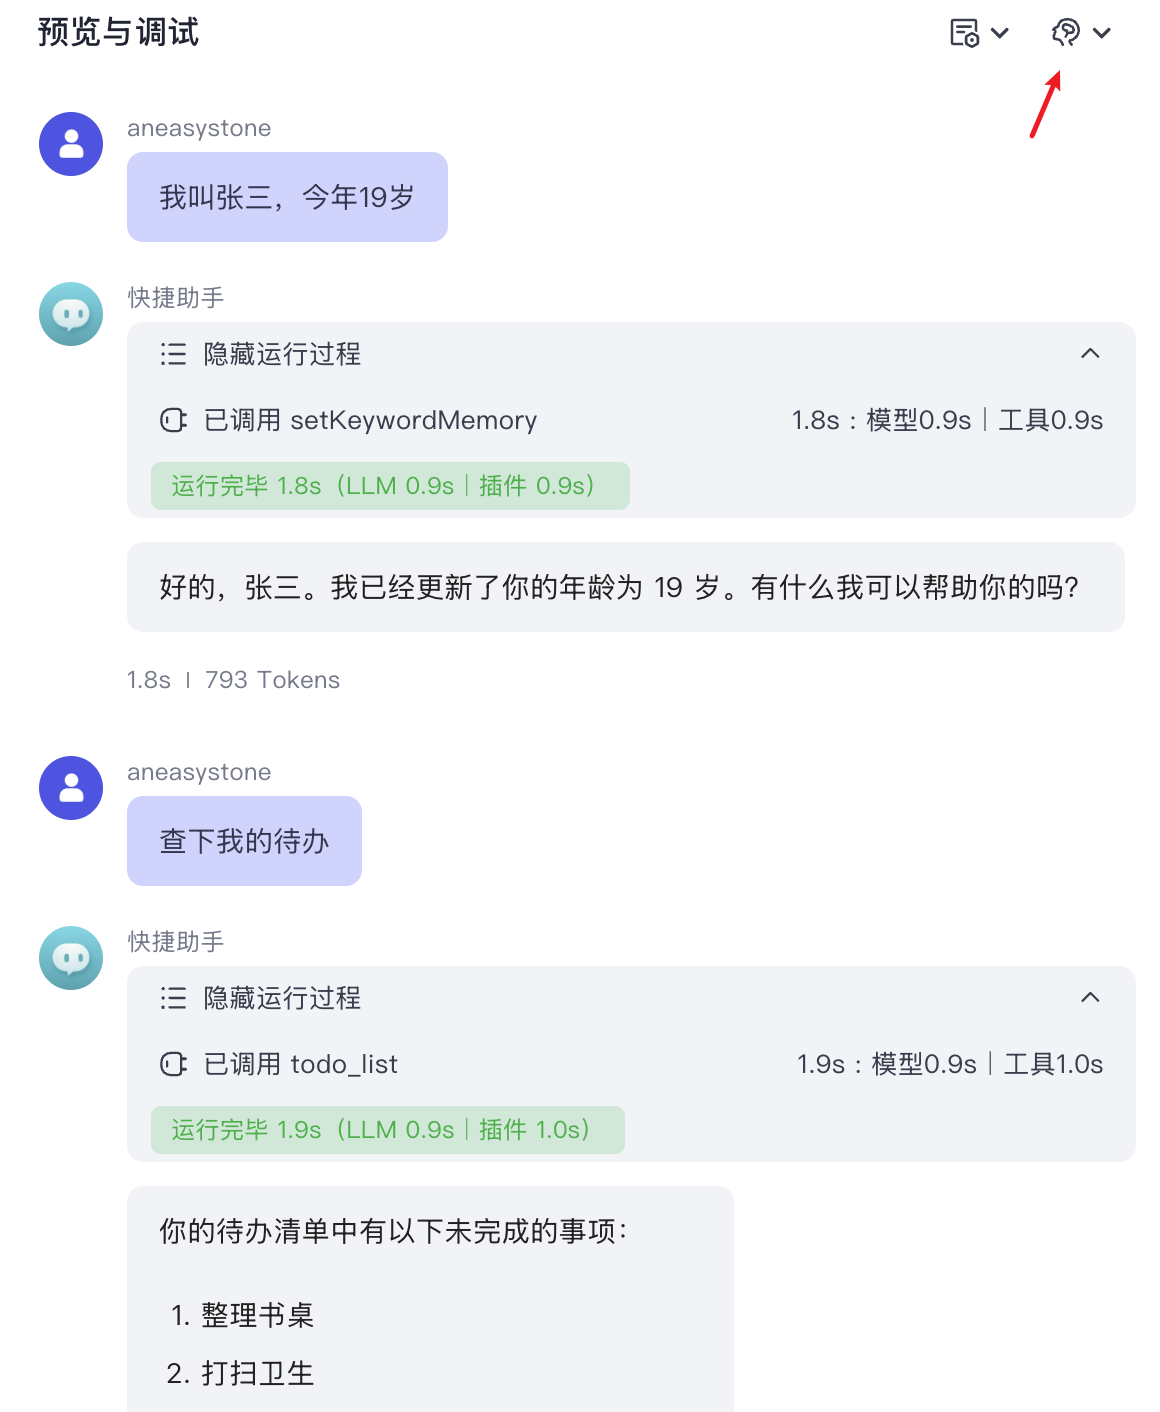 预览与调试
aneasystone
我叫张三，今年19岁
快捷助手
隐藏运行过程
已调用 setKeywordMemory 1.8s : 模型0.9s | 工具0.9s
运行完毕 1.8s（LLM 0.9s | 插件 0.9s）
好的，张三。我已经更新了你的年龄为 19 岁。有什么我可以帮助你的吗？
1.8s | 793 Tokens
aneasystone
查下我的待办
快捷助手
隐藏运行过程
已调用 todo_list 1.9s : 模型0.9s | 工具1.0s
运行完毕 1.9s（LLM 0.9s | 插件 1.0s）
你的待办清单中有以下未完成的事项：
1. 整理书桌
2. 打扫卫生